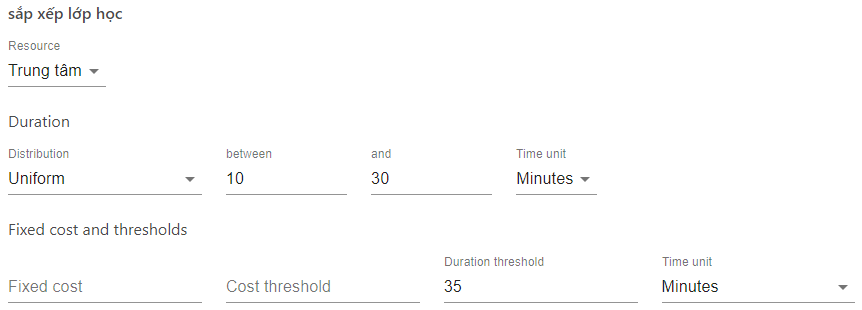 sắp xếp lớp học
Resource
Trung tâm
Duration
Distribution between and Time unit
Uniform 10 30 Minutes
Fixed cost and thresholds
Duration threshold Time unit
Fixed cost Cost threshold 35 Minutes